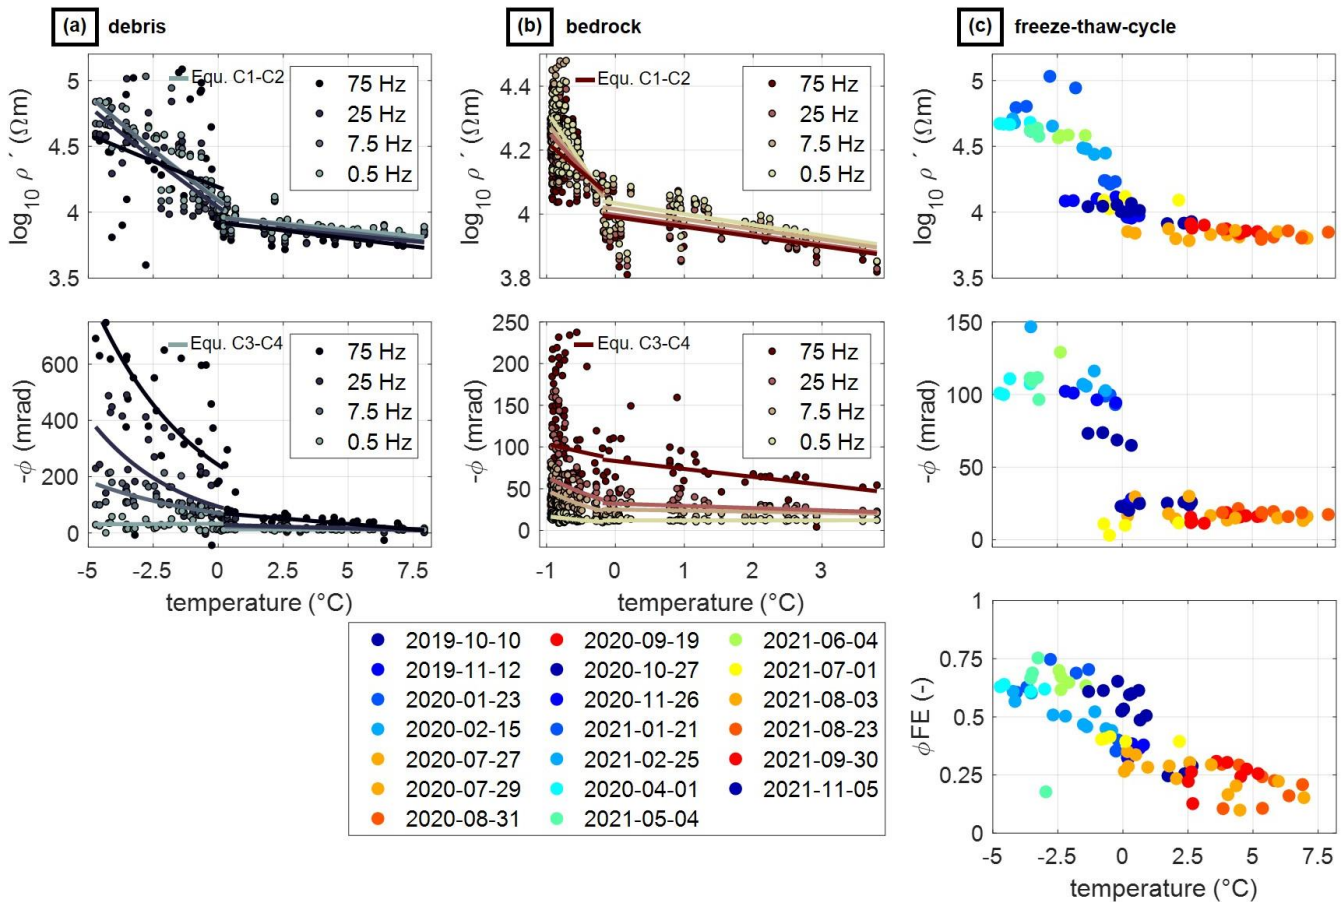 (a) debris
(b) bedrock
(c) freeze-thaw-cycle
log10 ρ´ (Ωm)
5
4.5
4
3.5
Equ. C1-C2
75 Hz
25 Hz
7.5 Hz
0.5 Hz
log10 ρ´ (Ωm)
4.4
4.2
4
3.8
Equ. C1-C2
75 Hz
25 Hz
7.5 Hz
0.5 Hz
log10 ρ´ (Ωm)
5
4.5
4
3.5
-ϕ (mrad)
600
400
200
0
Equ. C3-C4
75 Hz
25 Hz
7.5 Hz
0.5 Hz
-5 -2.5 0 2.5 5 7.5
temperature (°C)
-ϕ (mrad)
250
200
150
100
50
0
Equ. C3-C4
75 Hz
25 Hz
7.5 Hz
0.5 Hz
-1 0 1 2 3
temperature (°C)
-ϕ (mrad)
150
100
50
0
2019-10-10
2019-11-12
2020-01-23
2020-02-15
2020-07-27
2020-07-29
2020-08-31
2020-09-19
2020-10-27
2020-11-26
2021-01-21
2021-02-25
2020-04-01
2021-05-04
2021-06-04
2021-07-01
2021-08-03
2021-08-23
2021-09-30
2021-11-05
ϕFE (-)
1
0.75
0.5
0.25
0
-5 -2.5 0 2.5 5 7.5
temperature (°C)